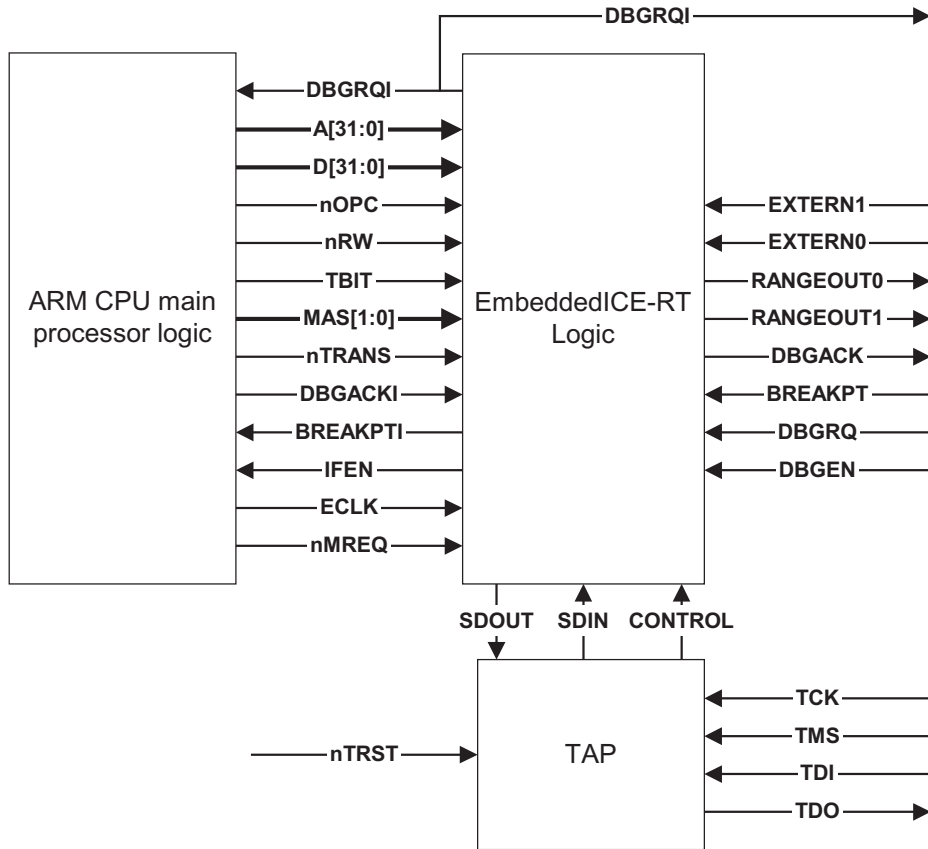 DBGRQI
DBGRQI
A[31:0]
D[31:0]
nOPC
nRW
TBIT
MAS[1:0]
nTRANS
DBGACKI
BREAKPTI
IFEN
ECLK
nMREQ
ARM CPU main
processor logic
EmbeddedICE-RT
Logic
EXTERN1
EXTERN0
RANGEOUT0
RANGEOUT1
DBGACK
BREAKPT
DBGRQ
DBGEN
SDOUT
SDIN
CONTROL
nTRST
TAP
TCK
TMS
TDI
TDO